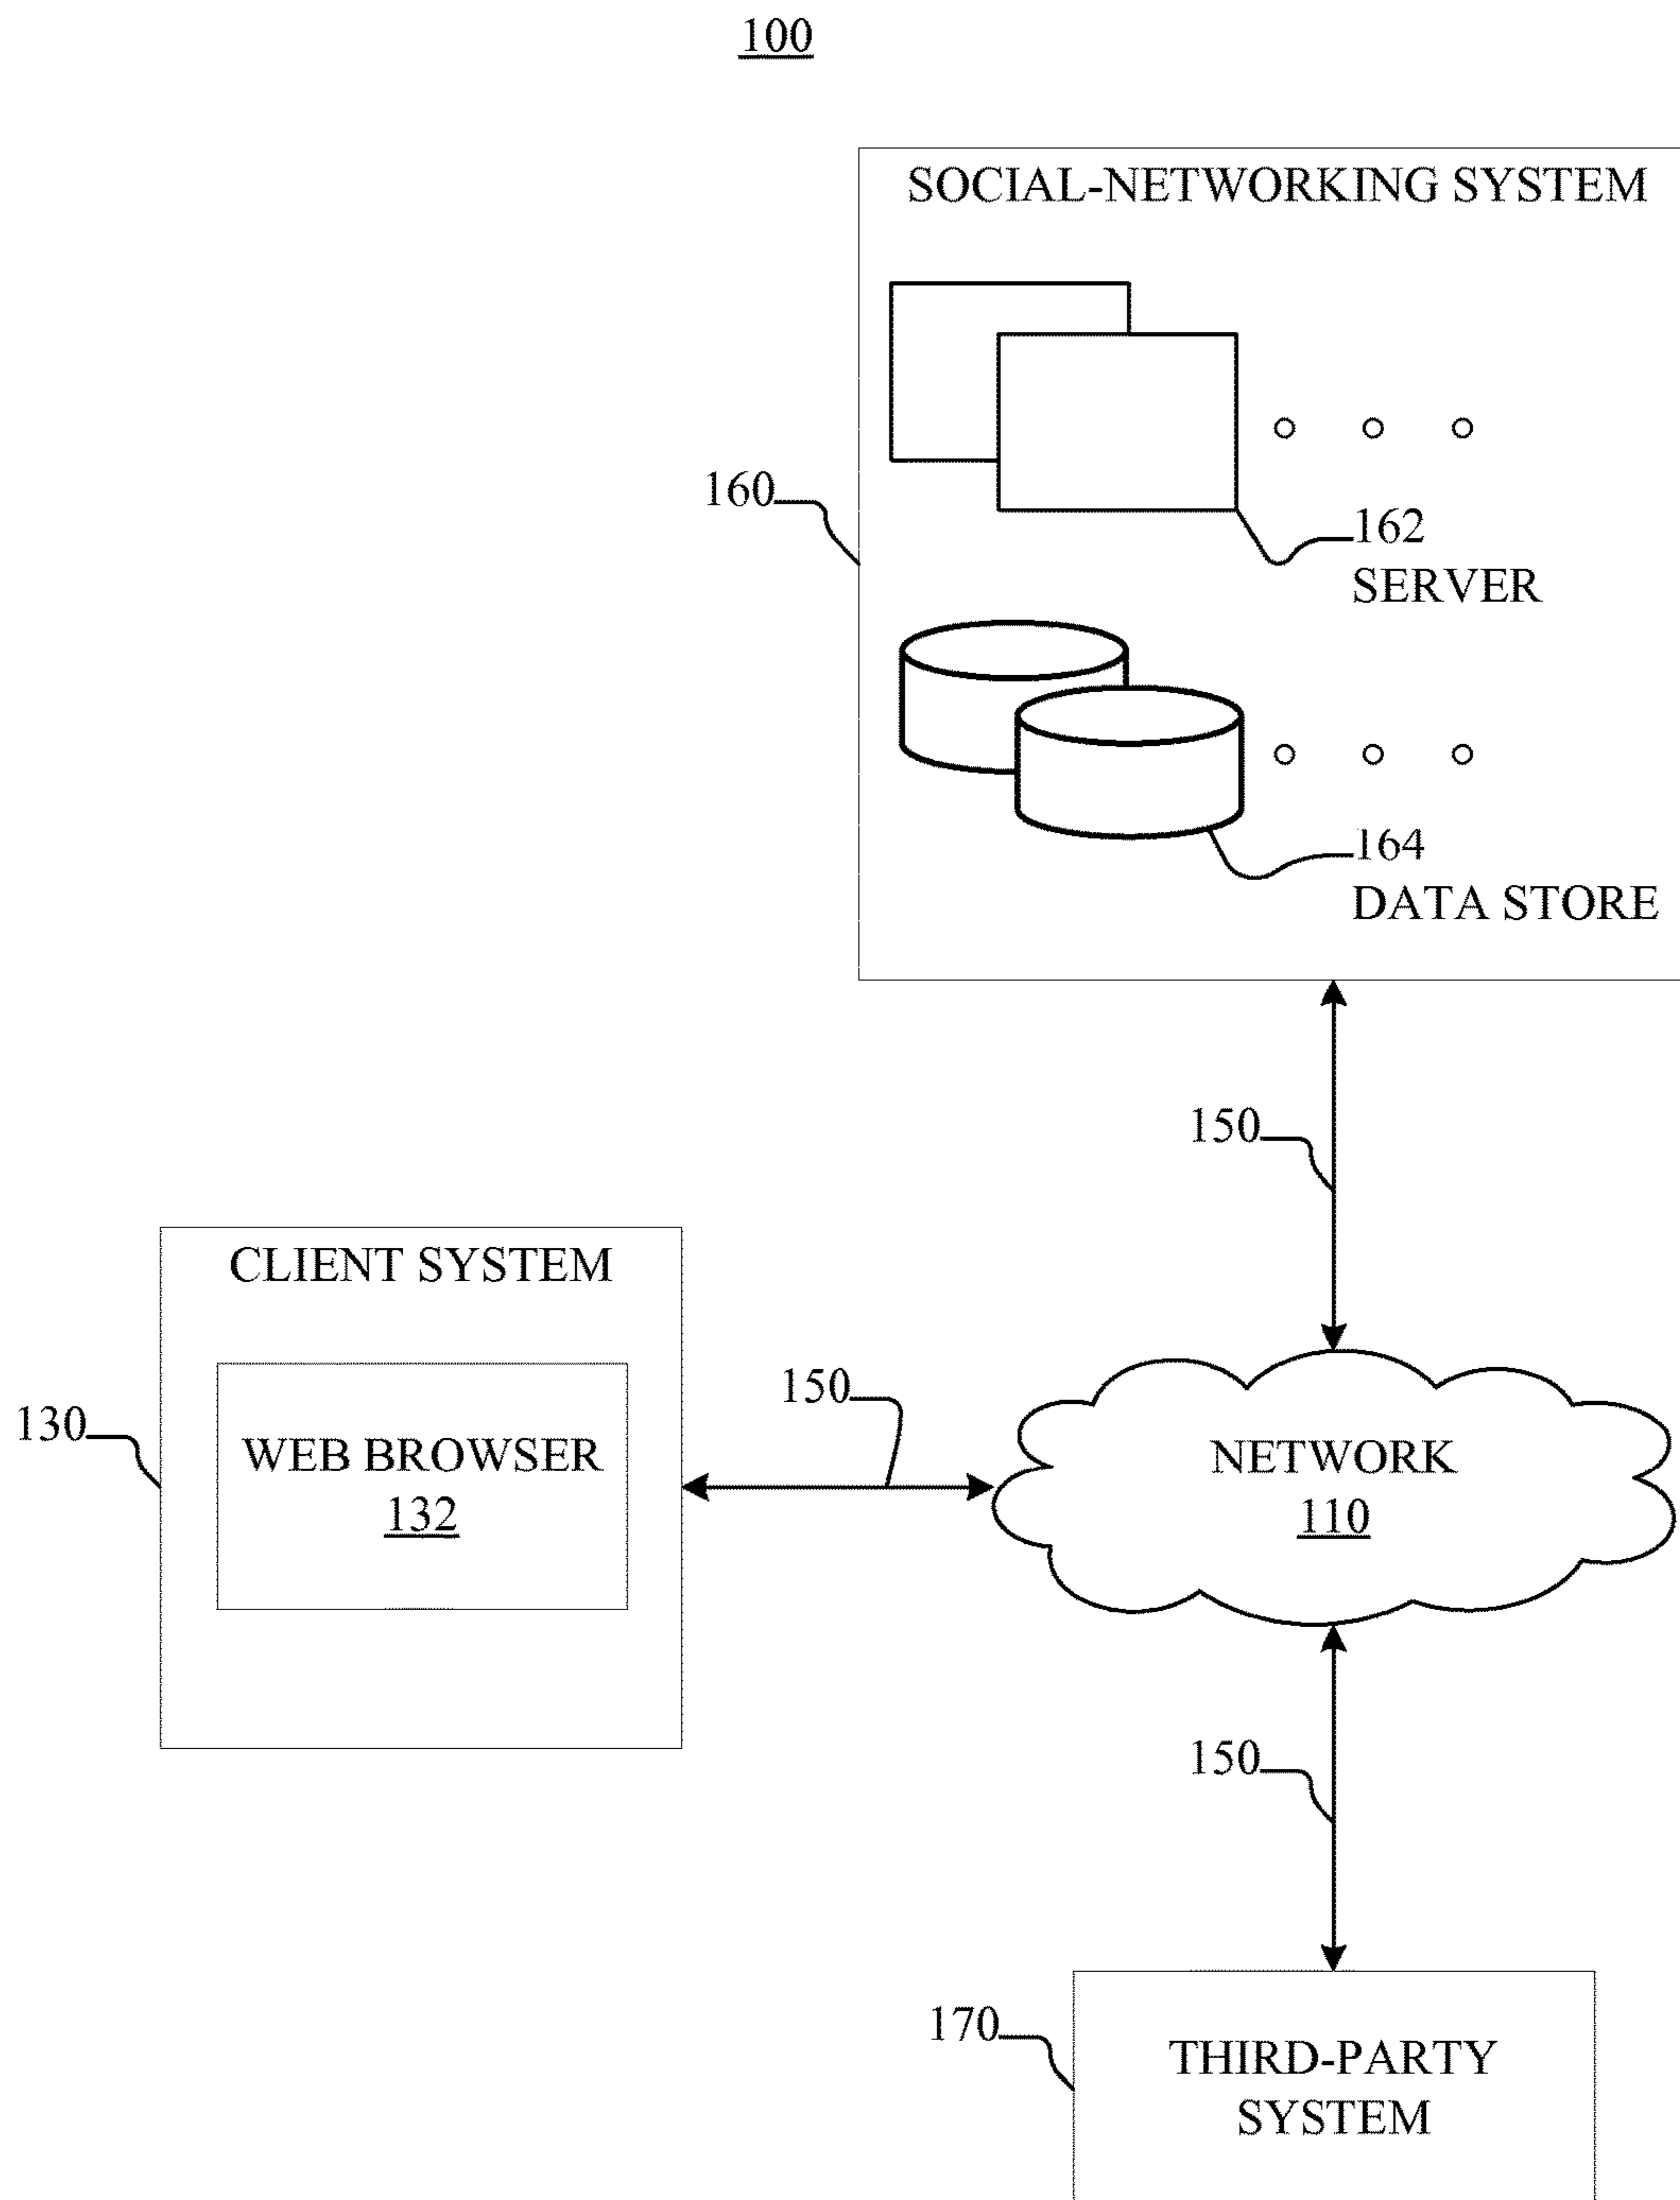 100
SOCIAL-NETWORKING SYSTEM
160
162
SERVER
164
DATA STORE
150
CLIENT SYSTEM
130
WEB BROWSER
132
150
NETWORK
110
150
170
THIRD-PARTY
SYSTEM